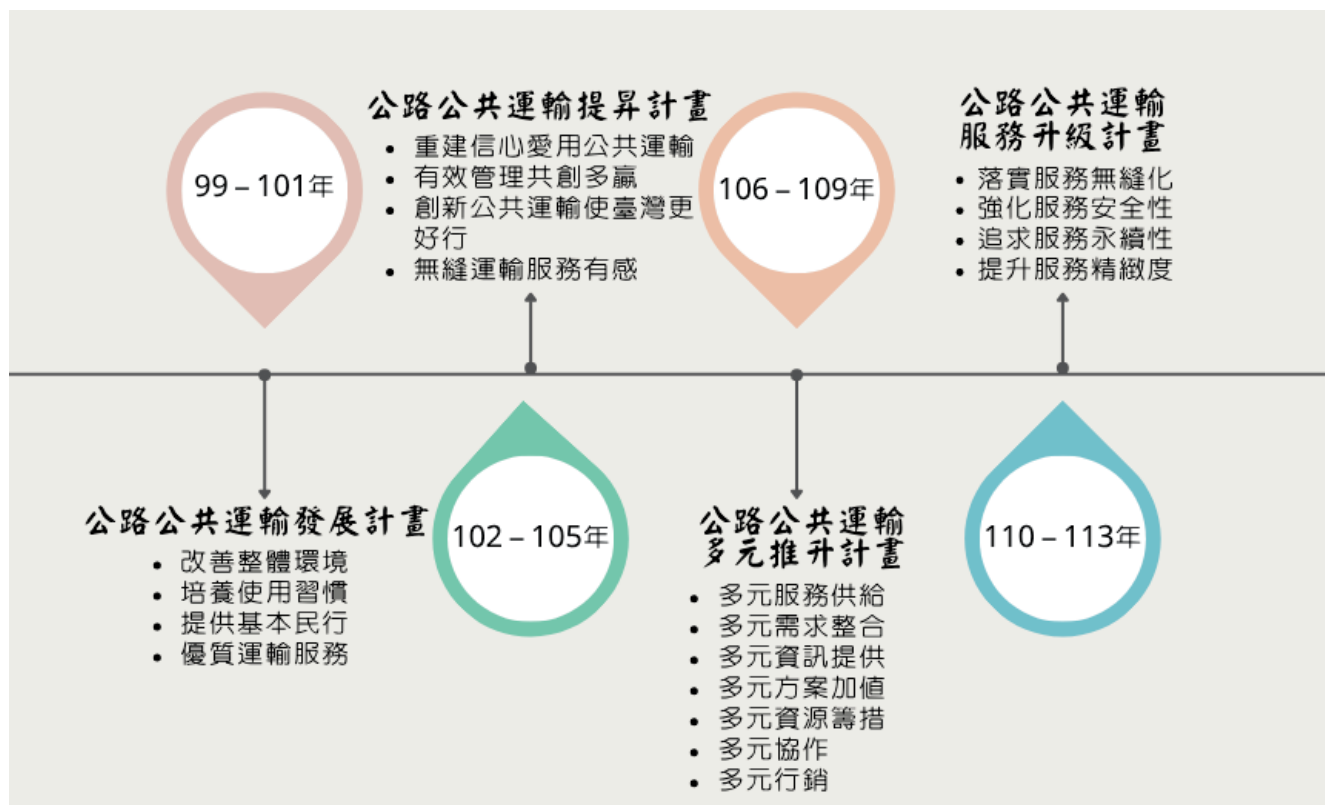 99 – 101年
公路公共運輸發展計畫
• 改善整體環境
• 培養使用習慣
• 提供基本民行
• 優質運輸服務
公路公共運輸提昇計畫
• 重建信心愛用公共運輸
• 有效管理共創多贏
• 創新公共運輸使臺灣更
好行
• 無縫運輸服務有感
102 – 105年
106 – 109年
公路公共運輸
多元推升計畫
• 多元服務供給
• 多元需求整合
• 多元資訊提供
• 多元方案加值
• 多元資源籌措
• 多元協作
• 多元行銷
公路公共運輸
服務升級計畫
• 落實服務無縫化
• 強化服務安全性
• 追求服務永續性
• 提升服務精緻度
110 – 113年